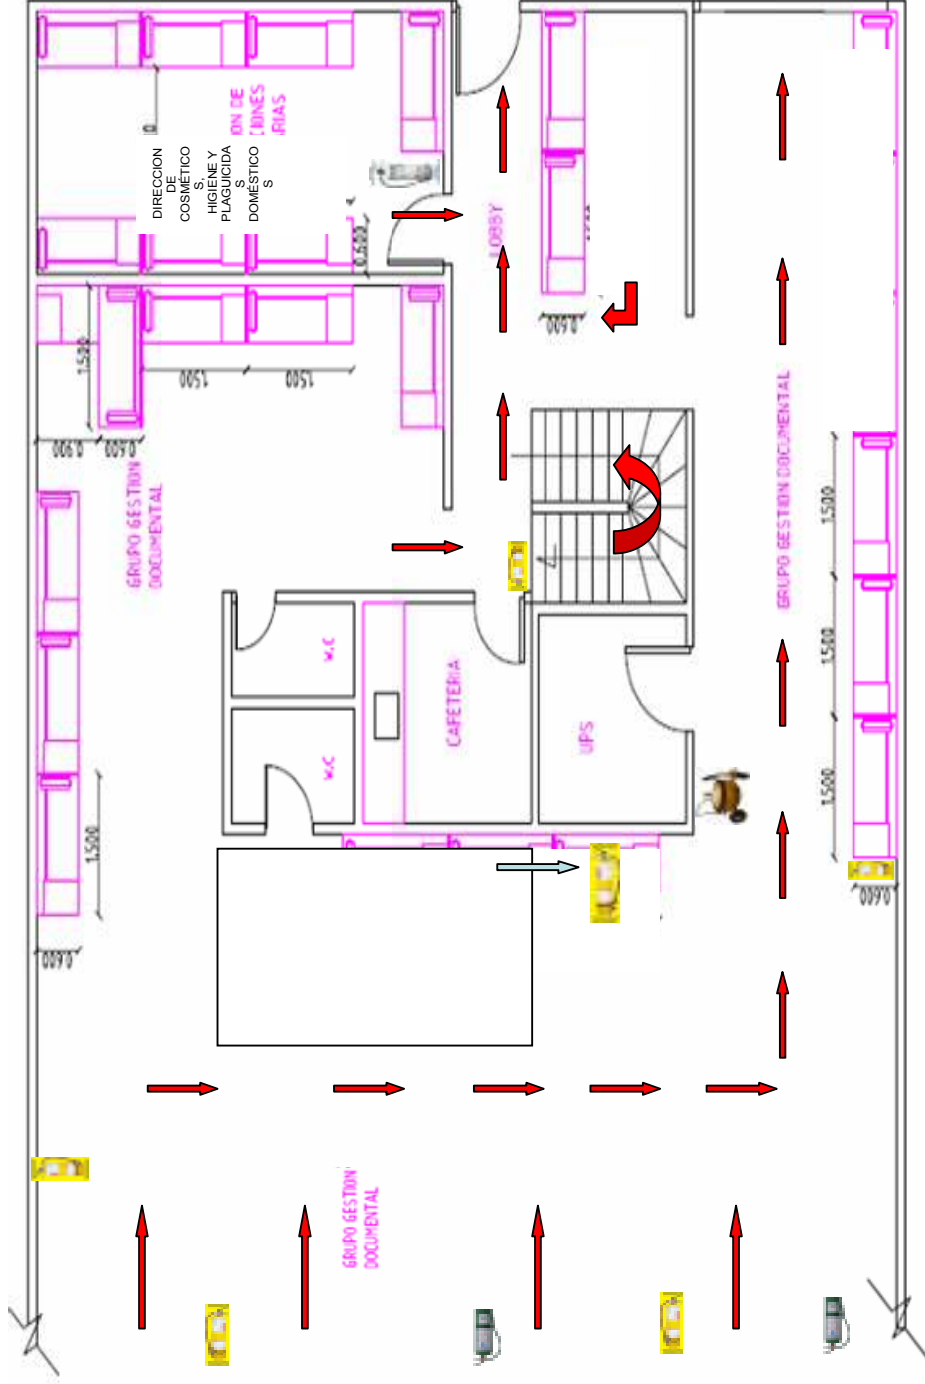 ON DE
IONES
ARIAS
DIRECCION
DE
COSMÉTICO
S,
HIGIENE Y
PLAGUICIDA
S
DOMÉSTICO
S
LOBBY
0.600
0.600
1.500
1.500
1.500
0.900
0.600
GRUPO GESTION
DOCUMENTAL
W.C
W.C
CAFETERIA
UPS
GRUPO GESTION DOCUMENTAL
1.500
1.500
1.500
0.600
1.500
0.600
GRUPO GESTION
DOCUMENTAL